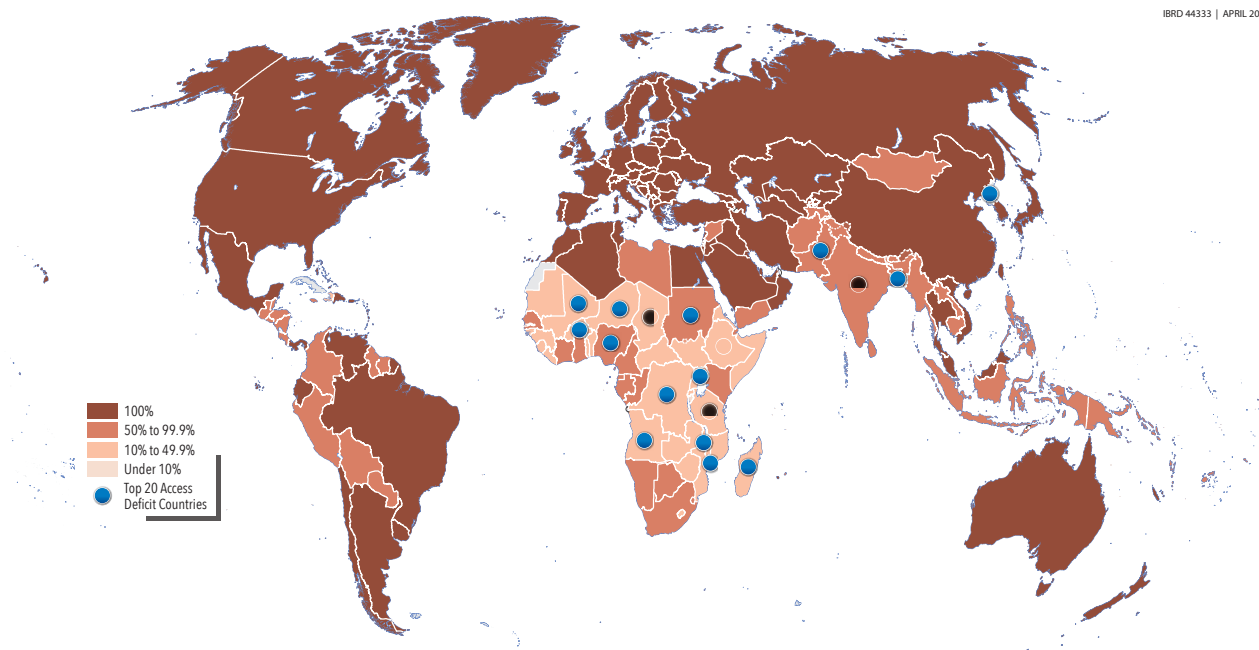 IBRD 44333 | APRIL 20
100%
50% to 99.9%
10% to 49.9%
Under 10%
Top 20 Access
Deficit Countries